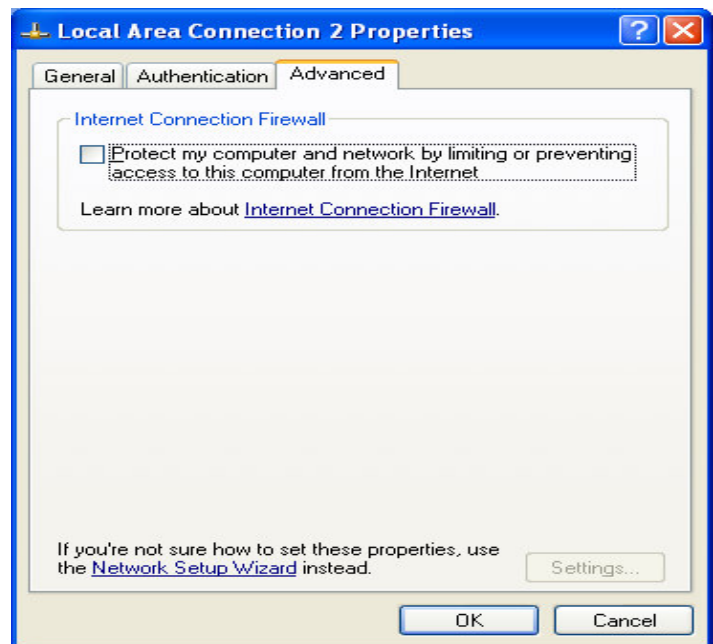 Local Area Connection 2 Properties
General Authentication Advanced
Internet Connection Firewall
Protect my computer and network by limiting or preventing
access to this computer from the Internet
Learn more about Internet Connection Firewall.
If you're not sure how to set these properties, use
the Network Setup Wizard instead.
Settings...
OK Cancel